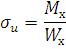 σᵤ = Mₓ / Wₓ